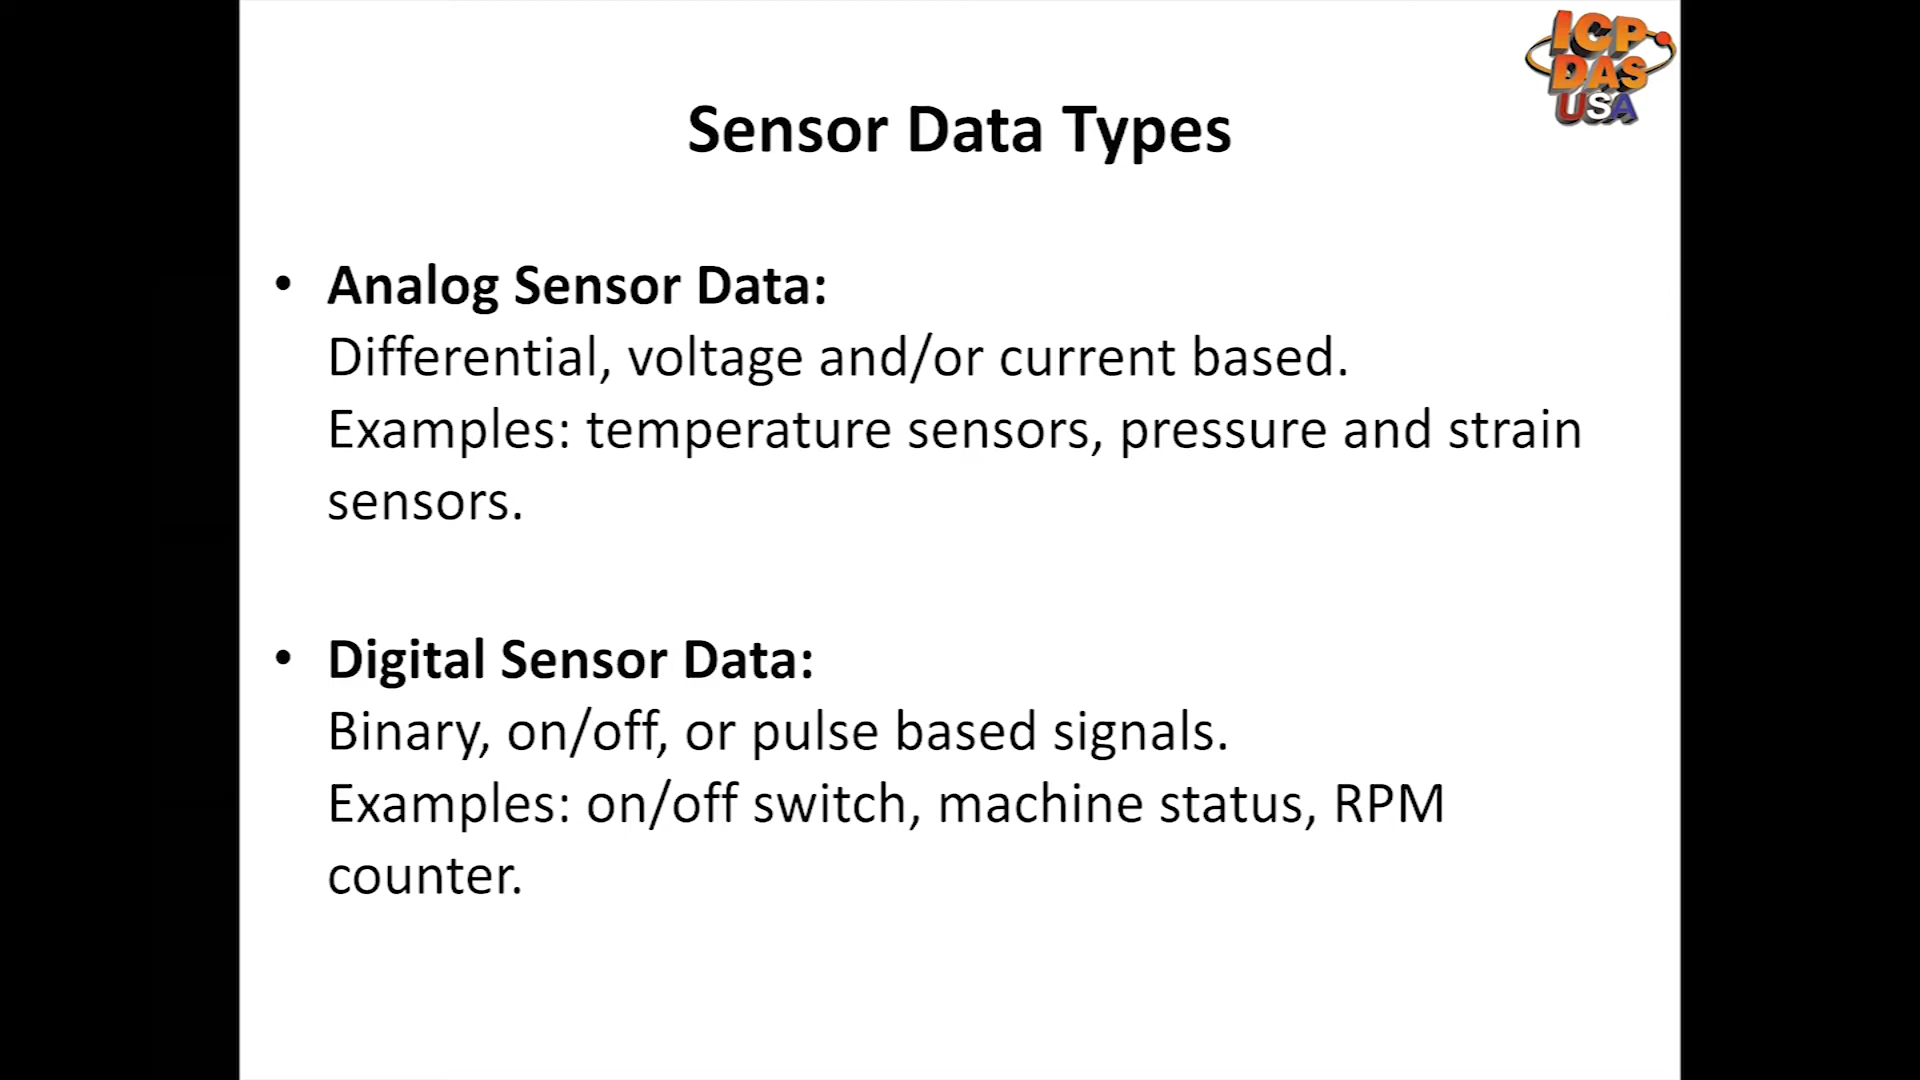 ICP
DAS
USA
Sensor Data Types
• Analog Sensor Data:
Differential, voltage and/or current based.
Examples: temperature sensors, pressure and strain
sensors.
• Digital Sensor Data:
Binary, on/off, or pulse based signals.
Examples: on/off switch, machine status, RPM
counter.